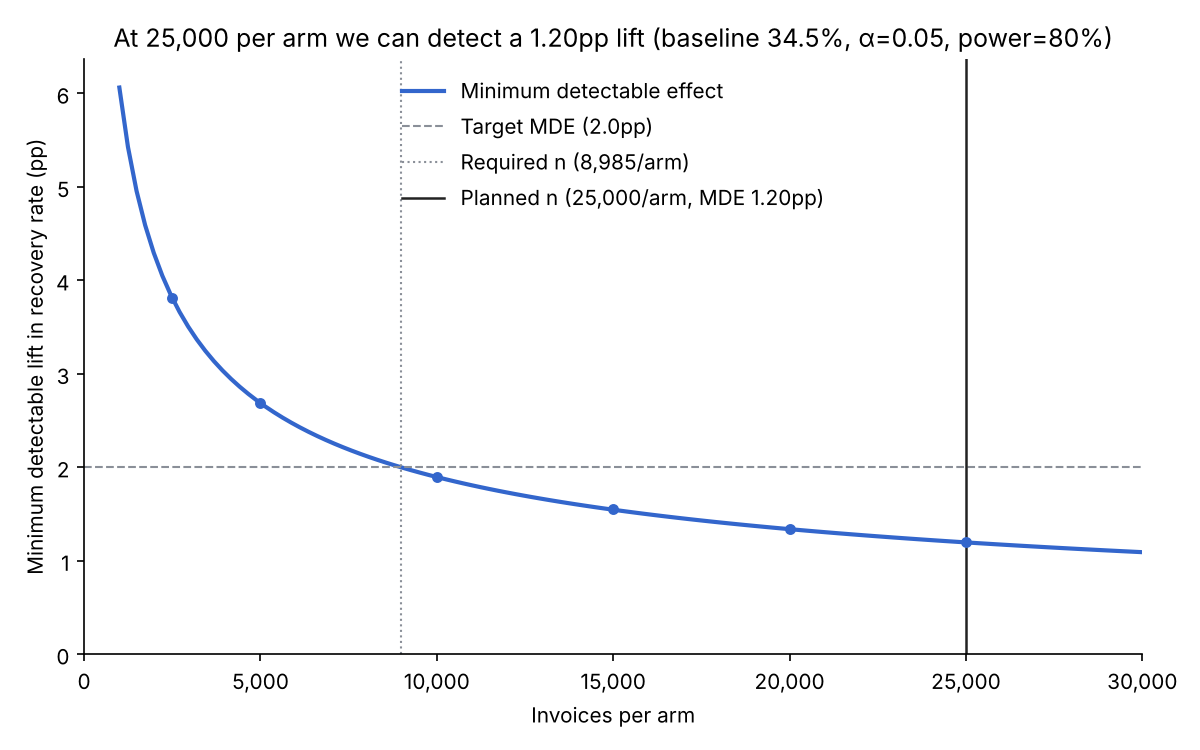 At 25,000 per arm we can detect a 1.20pp lift (baseline 34.5%, α=0.05, power=80%)
Minimum detectable effect
Target MDE (2.0pp)
Required n (8,985/arm)
Planned n (25,000/arm, MDE 1.20pp)
Minimum detectable lift in recovery rate (pp)
6
5
4
3
2
1
0
0 5,000 10,000 15,000 20,000 25,000 30,000
Invoices per arm